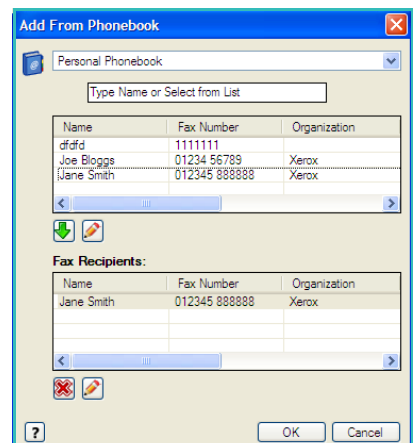 Add From Phonebook
Personal Phonebook
Type Name or Select from List
Name Fax Number Organization
dfdfd 1111111
Joe Bloggs 01234 56789 Xerox
Jane Smith 012345 888888 Xerox
Fax Recipients:
Name Fax Number Organization
Jane Smith 012345 888888 Xerox
? OK Cancel